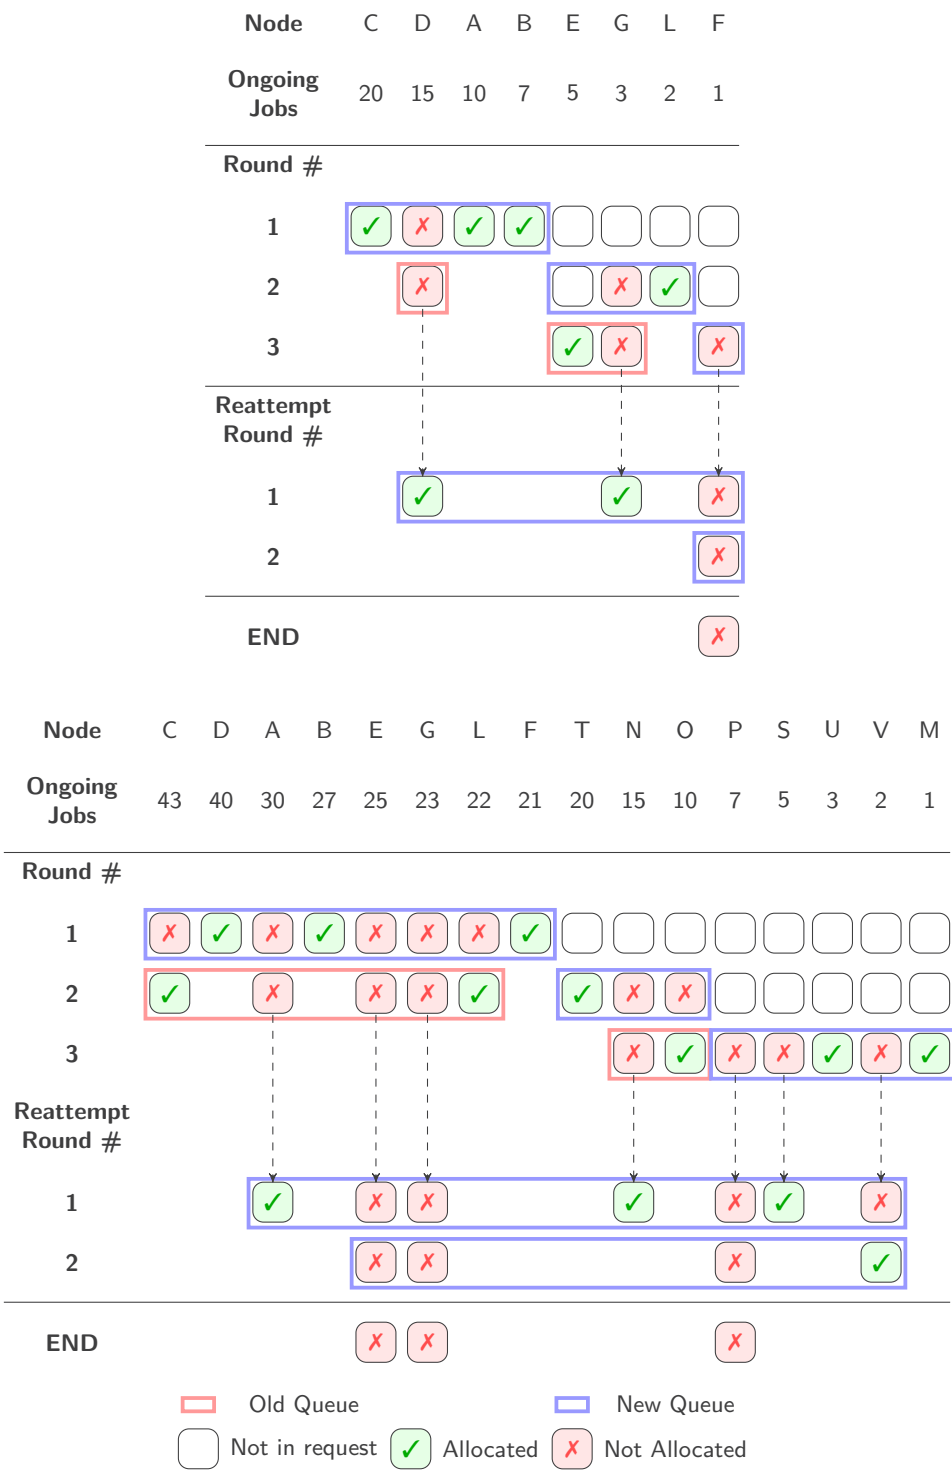 Node C D A B E G L F
Ongoing
Jobs 20 15 10 7 5 3 2 1
Round #
1 ✓ ✗ ✓ ✓
2 ✗ ✗ ✓
3 ✓ ✗ ✗
Reattempt
Round #
1 ✓ ✓ ✗
2 ✗
END ✗
Node C D A B E G L F T N O P S U V M
Ongoing
Jobs 43 40 30 27 25 23 22 21 20 15 10 7 5 3 2 1
Round #
1 ✗ ✓ ✗ ✓ ✗ ✗ ✗ ✓
2 ✓ ✗ ✗ ✗ ✓ ✓ ✗ ✗
3 ✗ ✓ ✗ ✗ ✓ ✗ ✓
Reattempt
Round #
1 ✓ ✗ ✗ ✓ ✗ ✓ ✗
2 ✗ ✗ ✗ ✓
END ✗ ✗ ✗
Old Queue New Queue
Not in request ✓ Allocated ✗ Not Allocated